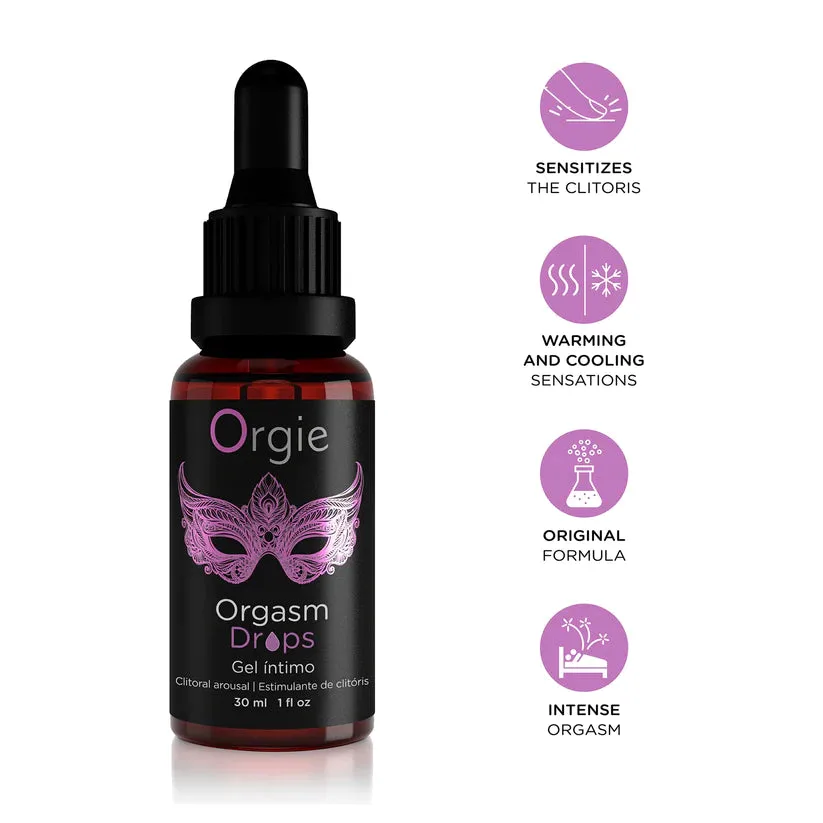 Orgie
Orgasm
Drops
Gel íntimo
Clitoral arousal | Estimulante de clitóris
30 ml 1 fl oz
SENSITIZES
THE CLITORIS
WARMING
AND COOLING
SENSATIONS
ORIGINAL
FORMULA
INTENSE
ORGASM